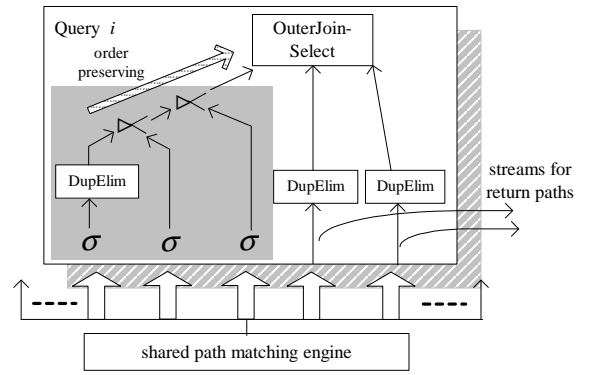 Query i
OuterJoin-
Select
order
preserving
DupElim
DupElim
DupElim
streams for
return paths
σ
σ
σ
shared path matching engine